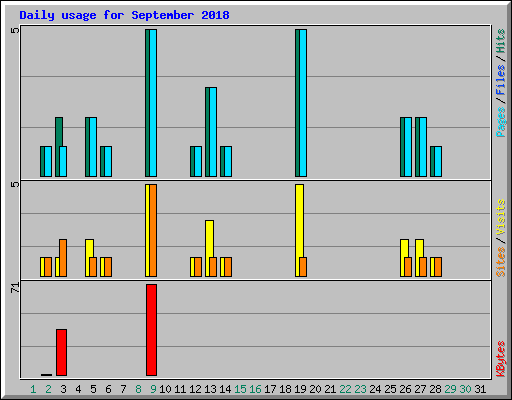 Daily usage for September 2018
5
Pages / Files / Hits
5
Sites / Visits
71
KBytes
1 2 3 4 5 6 7 8 9 10 11 12 13 14 15 16 17 18 19 20 21 22 23 24 25 26 27 28 29 30 31